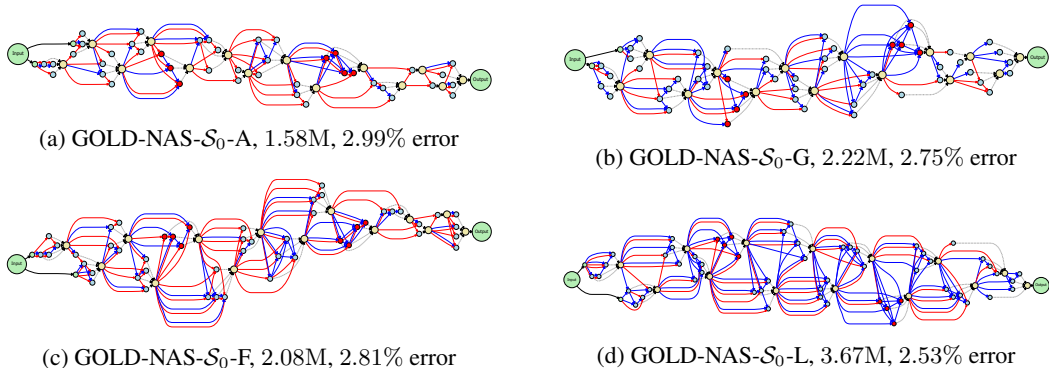 Input
Output
(a) GOLD-NAS-𝒮₀-A, 1.58M, 2.99% error
Input
Output
(b) GOLD-NAS-𝒮₀-G, 2.22M, 2.75% error
Input
Output
(c) GOLD-NAS-𝒮₀-F, 2.08M, 2.81% error
Input
Output
(d) GOLD-NAS-𝒮₀-L, 3.67M, 2.53% error